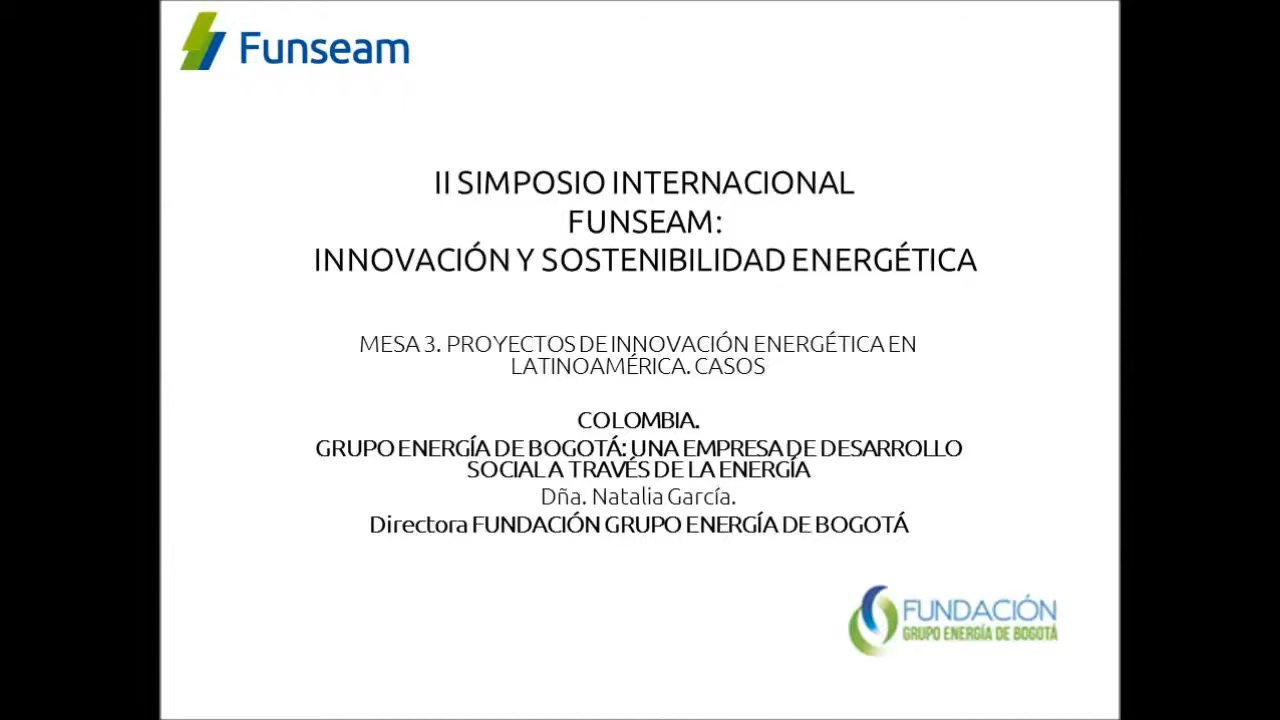 Funseam
II SIMPOSIO INTERNACIONAL
FUNSEAM:
INNOVACIÓN Y SOSTENIBILIDAD ENERGÉTICA
MESA 3. PROYECTOS DE INNOVACIÓN ENERGÉTICA EN
LATINOAMÉRICA. CASOS
COLOMBIA.
GRUPO ENERGÍA DE BOGOTÁ: UNA EMPRESA DE DESARROLLO
SOCIAL A TRAVÉS DE LA ENERGÍA
Dña. Natalia García.
Directora FUNDACIÓN GRUPO ENERGÍA DE BOGOTÁ
FUNDACIÓN
GRUPO ENERGÍA DE BOGOTÁ